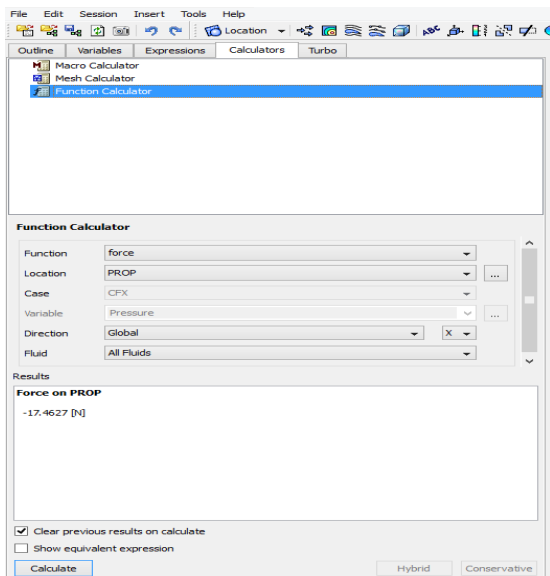 File Edit Session Insert Tools Help
Location
Outline Variables Expressions Calculators Turbo
Macro Calculator
Mesh Calculator
Function Calculator
Function Calculator
Function force
Location PROP ...
Case CFX
Variable Pressure ...
Direction Global X
Fluid All Fluids
Results
Force on PROP
-17.4627 [N]
Clear previous results on calculate
Show equivalent expression
Calculate Hybrid Conservative